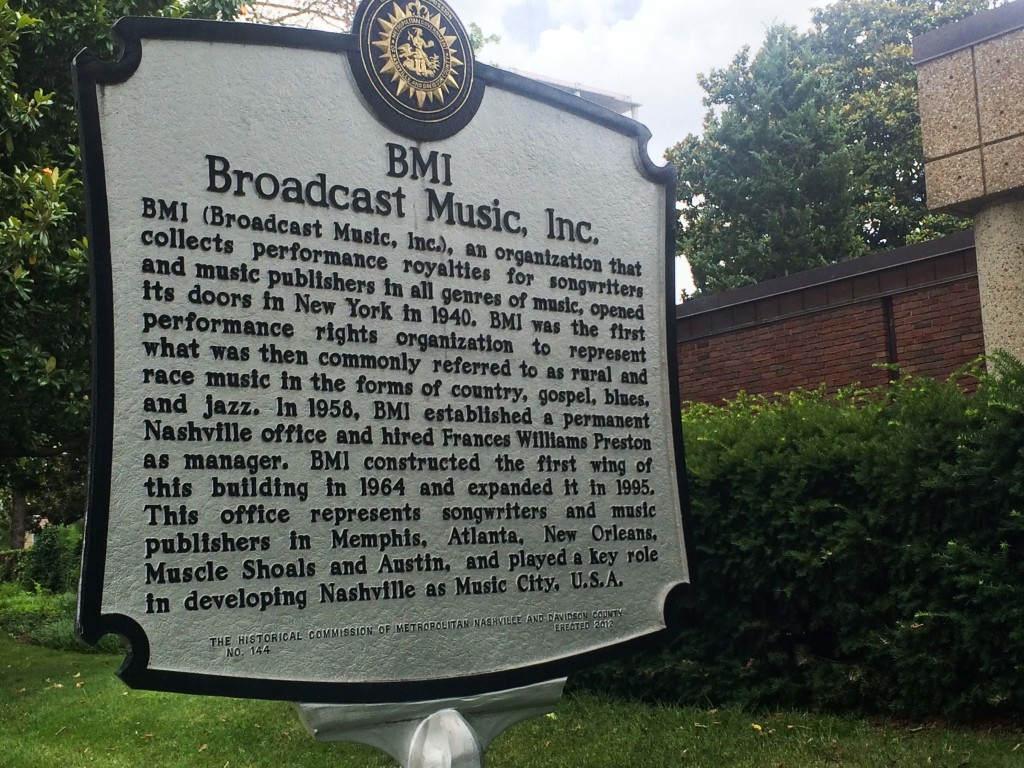 BMI
Broadcast Music, Inc.
BMI (Broadcast Music, Inc.), an organization that
collects performance royalties for songwriters
and music publishers in all genres of music, opened
its doors in New York in 1940. BMI was the first
performance rights organization to represent
what was then commonly referred to as rural and
race music in the forms of country, gospel, blues,
and jazz. In 1958, BMI established a permanent
Nashville office and hired Frances Williams Preston
as manager. BMI constructed the first wing of
this building in 1964 and expanded it in 1995.
This office represents songwriters and music
publishers in Memphis, Atlanta, New Orleans,
Muscle Shoals and Austin, and played a key role
in developing Nashville as Music City, U.S.A.
THE HISTORICAL COMMISSION OF METROPOLITAN NASHVILLE AND DAVIDSON COUNTY
NO. 144 ERECTED 2012